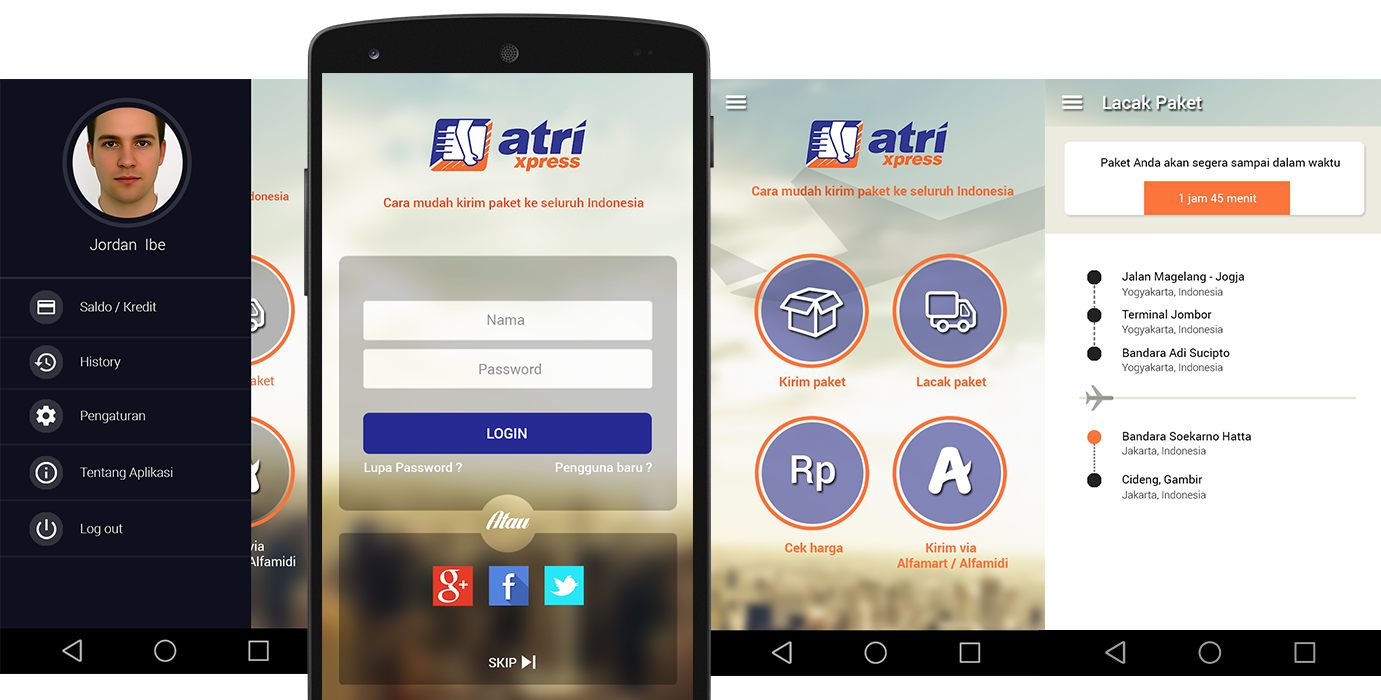 Jordan Ibe
Saldo / Kredit
History
Pengaturan
Tentang Aplikasi
Log out
donesia
aket
via
Alfamidi
atri
xpress
Cara mudah kirim paket ke seluruh Indonesia
Nama
Password
LOGIN
Lupa Password ?
Pengguna baru ?
Atau
g+
f
SKIP
atri
xpress
Cara mudah kirim paket ke seluruh Indonesia
Kirim paket
Lacak paket
Rp
A
Cek harga
Kirim via
Alfamart / Alfamidi
Lacak Paket
Paket Anda akan segera sampai dalam waktu
1 jam 45 menit
Jalan Magelang - Jogja
Yogyakarta, Indonesia
Terminal Jombor
Yogyakarta, Indonesia
Bandara Adi Sucipto
Yogyakarta, Indonesia
Bandara Soekarno Hatta
Jakarta, Indonesia
Cideng, Gambir
Jakarta, Indonesia